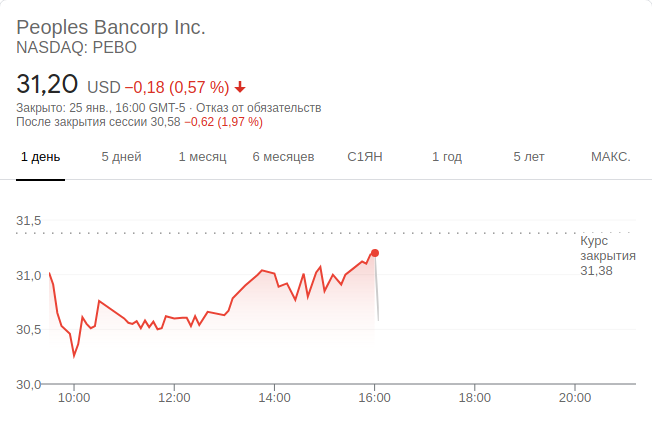 Peoples Bancorp Inc.
NASDAQ: PEBO
31,20 USD −0,18 (0,57 %)
Закрыто: 25 янв., 16:00 GMT-5 · Отказ от обязательств
После закрытия сессии 30,58 −0,62 (1,97 %)
1 день 5 дней 1 месяц 6 месяцев С1ЯН 1 год 5 лет МАКС.
31,5
Курс
закрытия
31,38
31,0
30,5
30,0
10:00 12:00 14:00 16:00 18:00 20:00